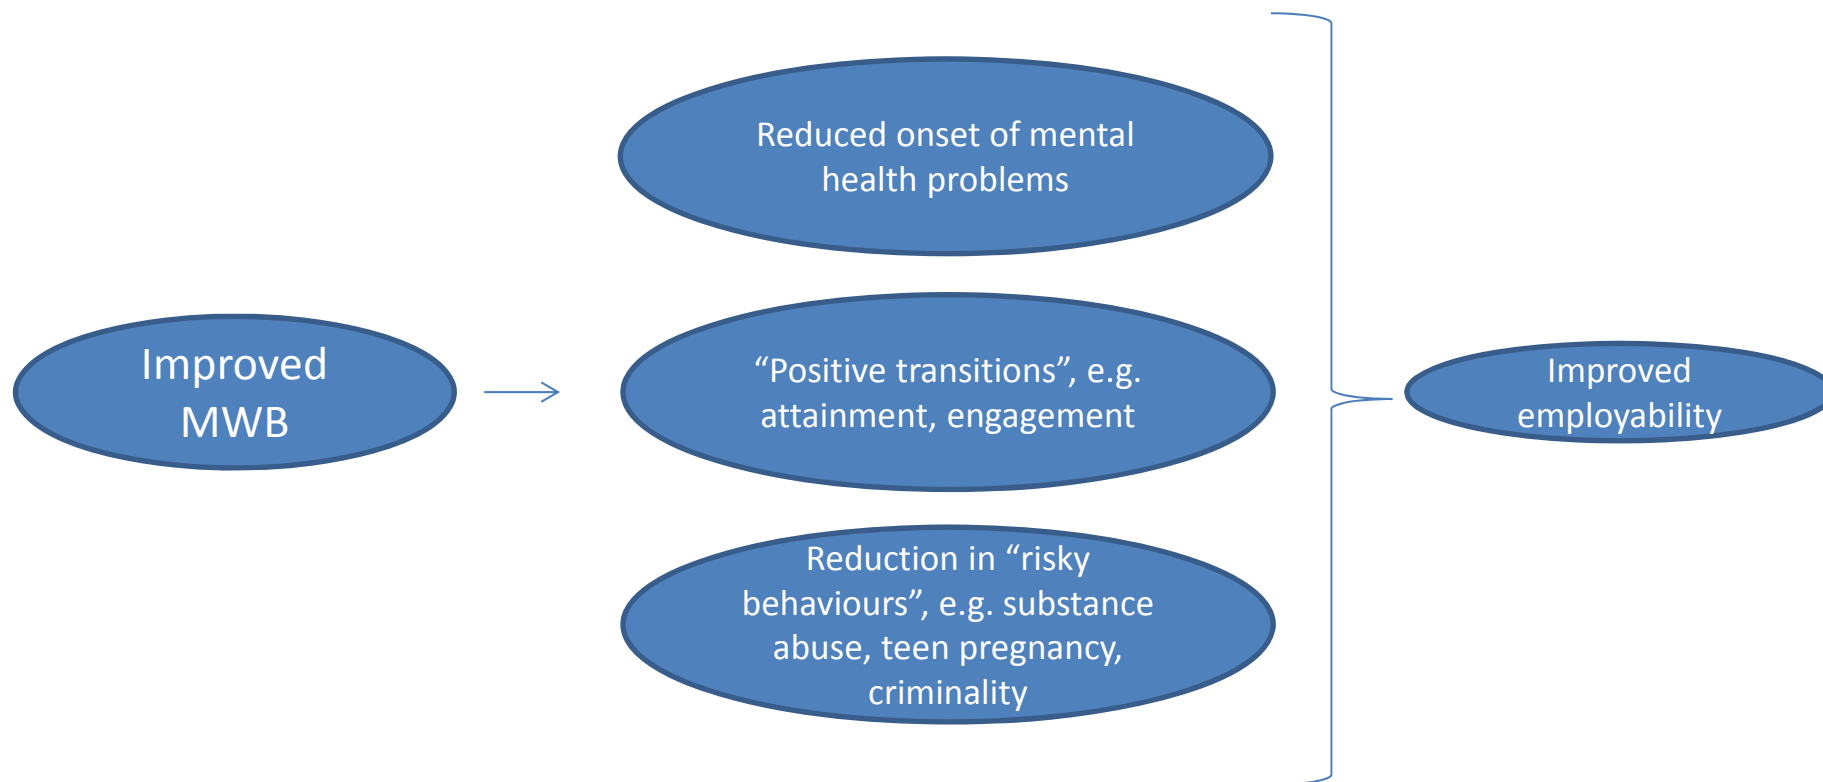 Reduced onset of mental
health problems
Improved
MWB
“Positive transitions”, e.g.
attainment, engagement
Improved
employability
Reduction in “risky
behaviours”, e.g. substance
abuse, teen pregnancy,
criminality